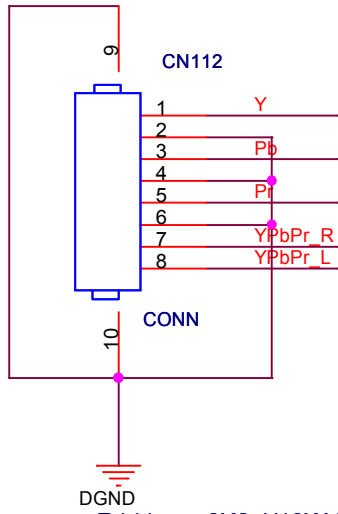 9
CN112
1 Y
2
3 Pb
4
5 Pr
6
7 YPbPr_R
8 YPbPr_L
CONN
10
DGND